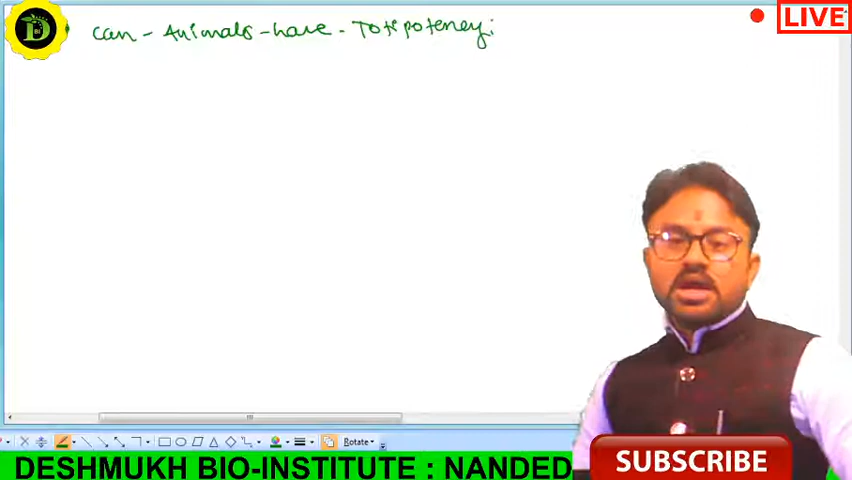 can - Animals - have - Totipotency:
LIVE
D
Rotate
DESHMUKH BIO-INSTITUTE : NANDED
SUBSCRIBE